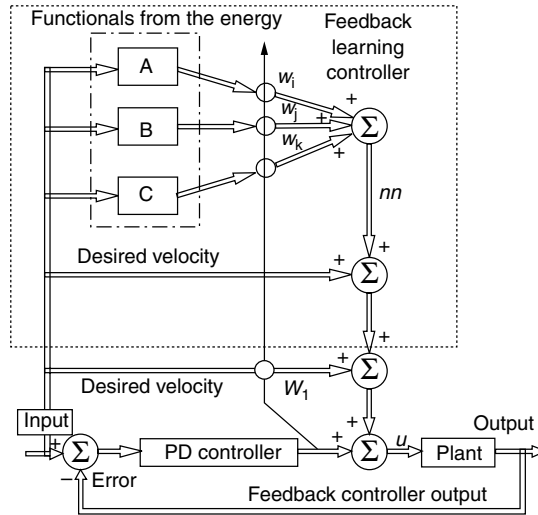 Functionals from the energy
Feedback
learning
controller
A
B
C
w_i
w_j
w_k
+
+
+
Σ
nn
Desired velocity
+
+
Σ
+
Desired velocity
W_1
+
Σ
Input
+
Σ
−
Error
PD controller
+
+
Σ
u
Plant
Output
Feedback controller output